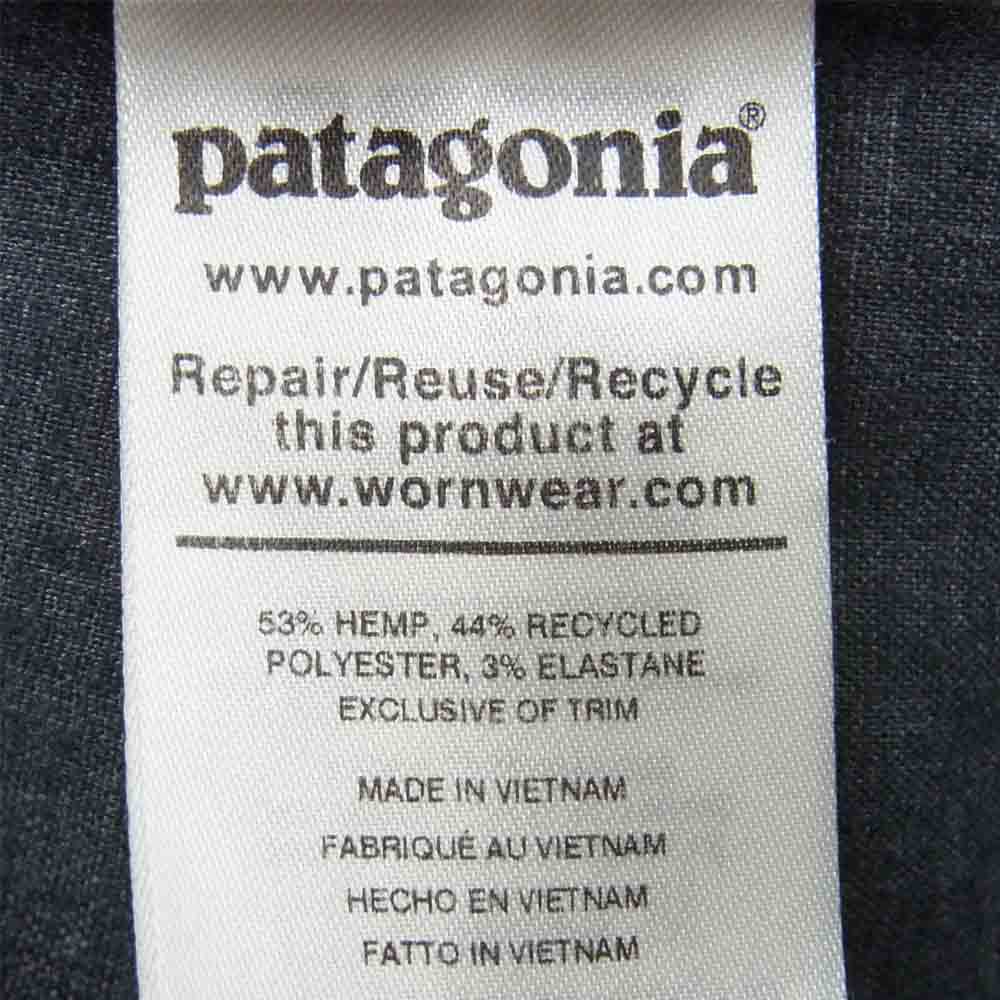 patagonia®
www.patagonia.com
Repair/Reuse/Recycle
this product at
www.wornwear.com
53% HEMP, 44% RECYCLED
POLYESTER, 3% ELASTANE
EXCLUSIVE OF TRIM
MADE IN VIETNAM
FABRIQUÉ AU VIETNAM
HECHO EN VIETNAM
FATTO IN VIETNAM